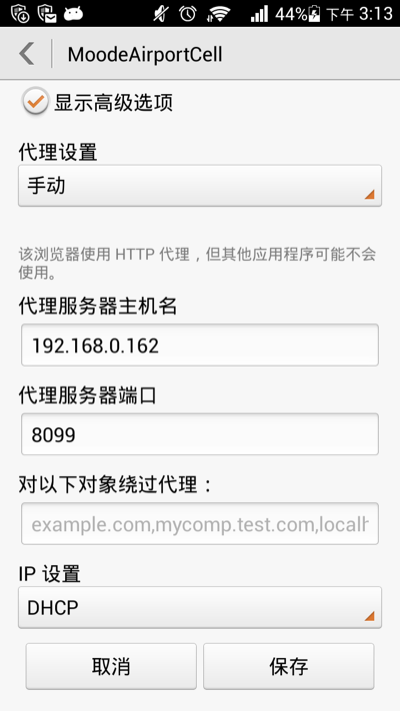 44% 下午 3:13
MoodeAirportCell
显示高级选项
代理设置
手动
该浏览器使用 HTTP 代理，但其他应用程序可能不会
使用。
代理服务器主机名
192.168.0.162
代理服务器端口
8099
对以下对象绕过代理：
example.com,mycomp.test.com,localh
IP 设置
DHCP
取消 保存